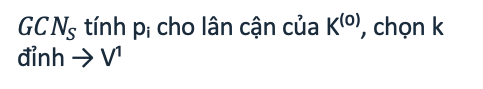 GCN_S tính pᵢ cho lân cận của K⁽⁰⁾, chọn k
đỉnh → V¹